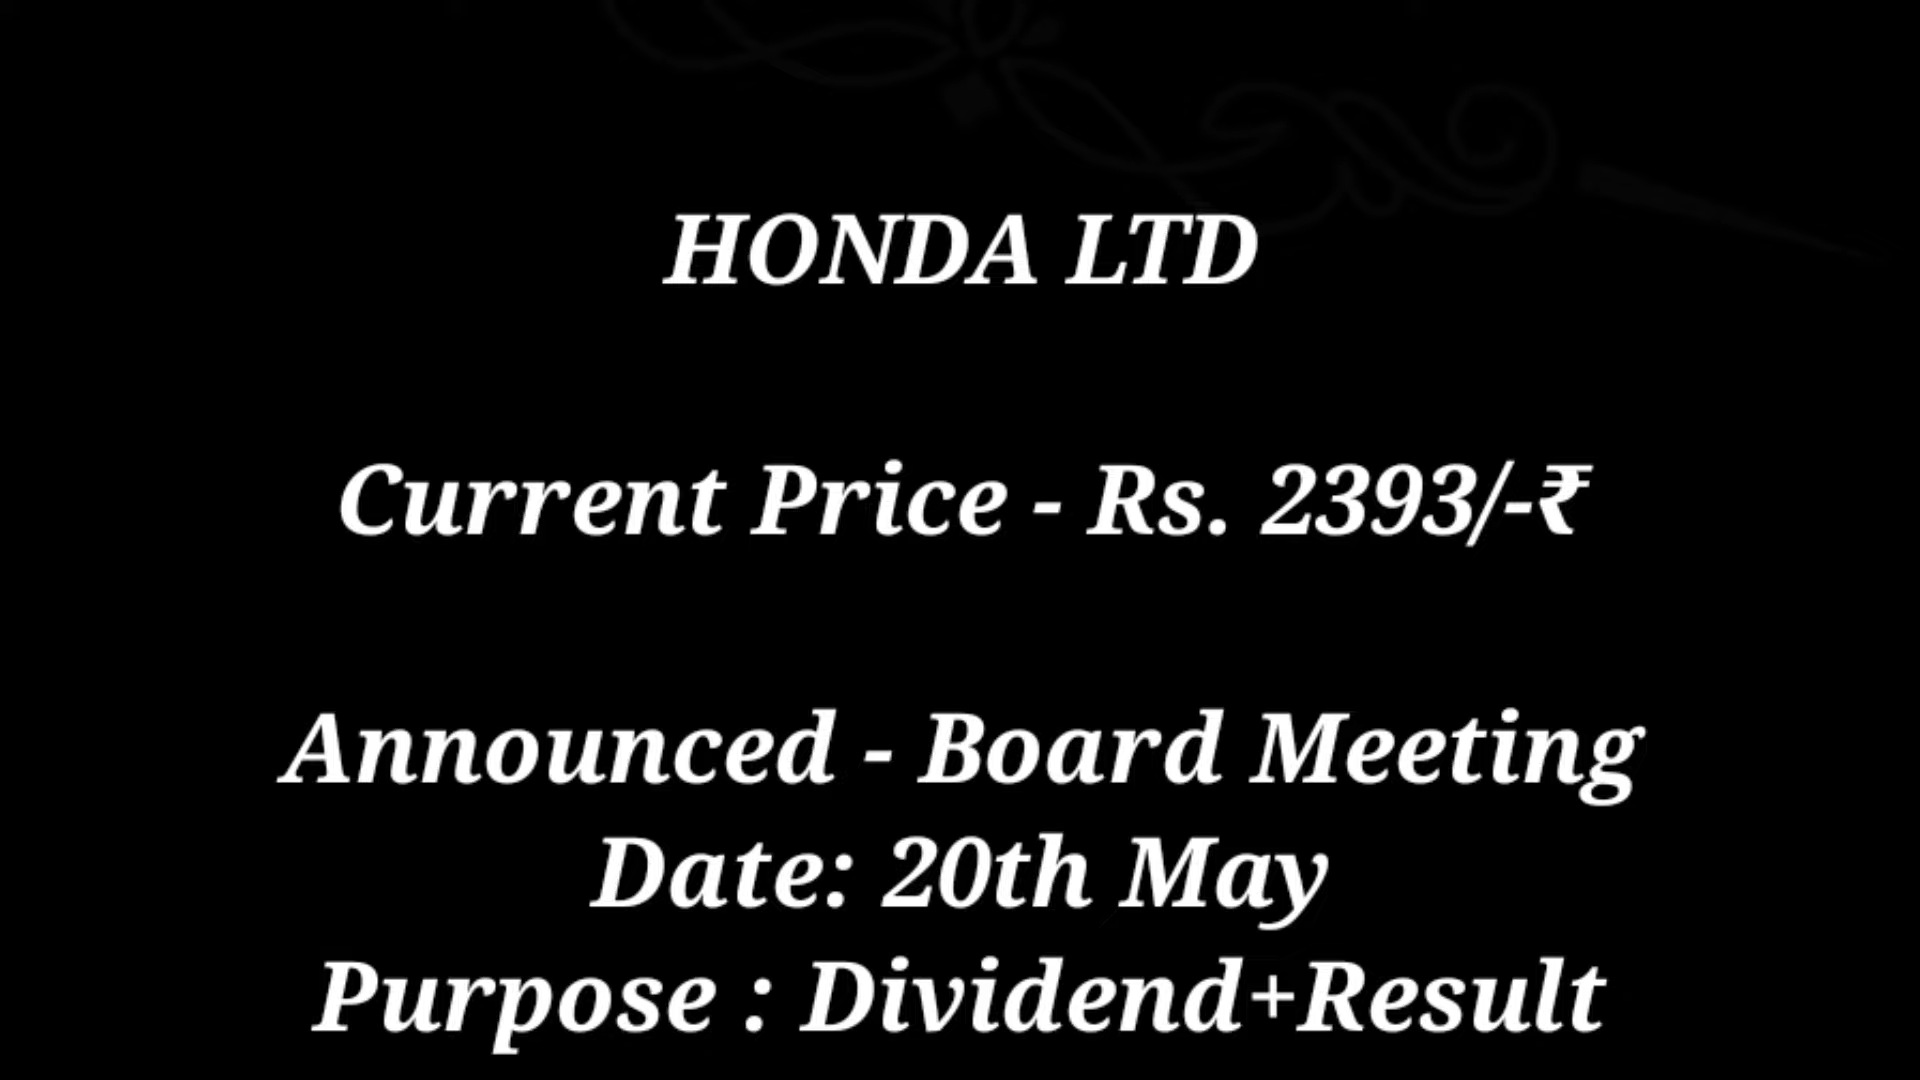 HONDA LTD
Current Price - Rs. 2393/-₹
Announced - Board Meeting
Date: 20th May
Purpose : Dividend+Result